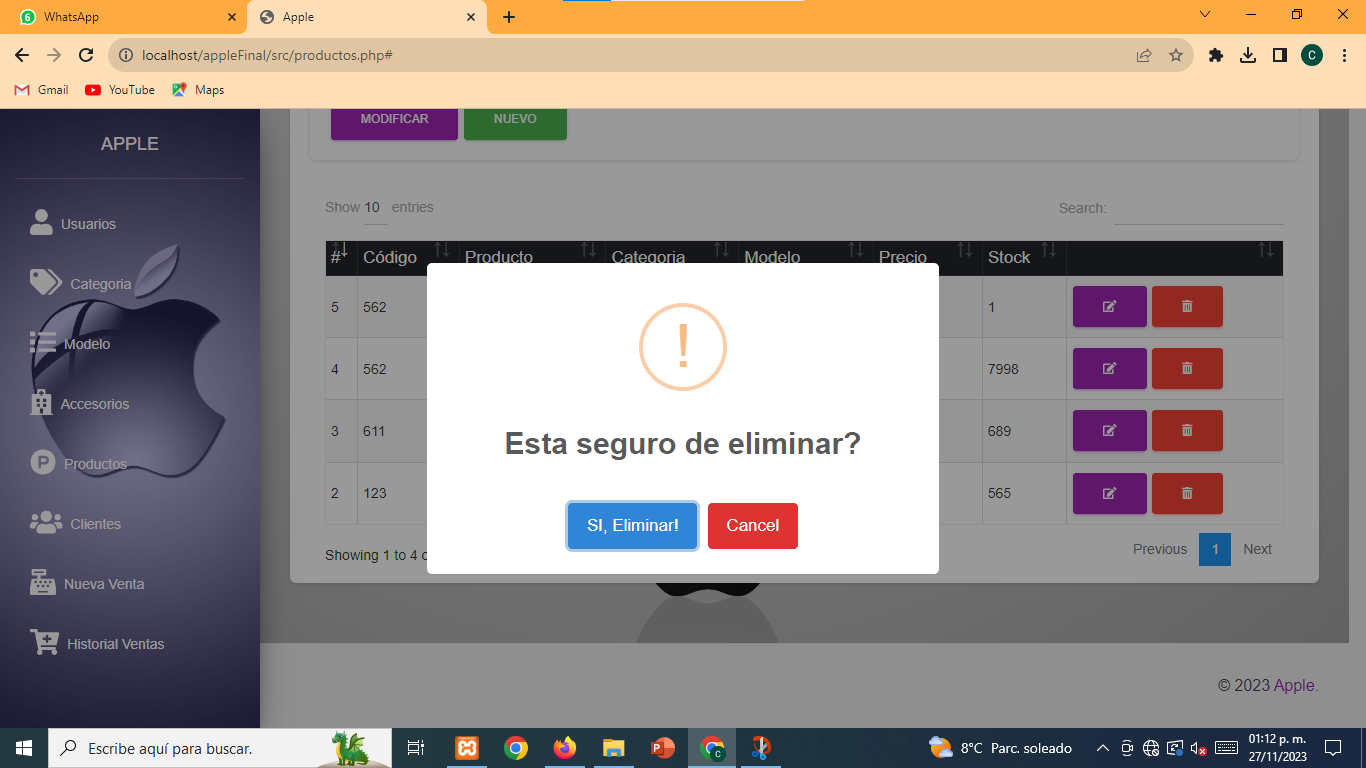 WhatsApp
Apple
localhost/appleFinal/src/productos.php#
C
Gmail
YouTube
Maps
APPLE
Usuarios
Categoria
Modelo
Accesorios
Productos
Clientes
Nueva Venta
Historial Ventas
MODIFICAR
NUEVO
Show 10 entries
Search:
# Código Producto Categoria Modelo Precio Stock
5 562 1
4 562 7998
3 611 689
2 123 565
Showing 1 to 4
Previous 1 Next
Esta seguro de eliminar?
SI, Eliminar!
Cancel
© 2023 Apple.
Escribe aquí para buscar.
8°C Parc. soleado
01:12 p. m.
27/11/2023